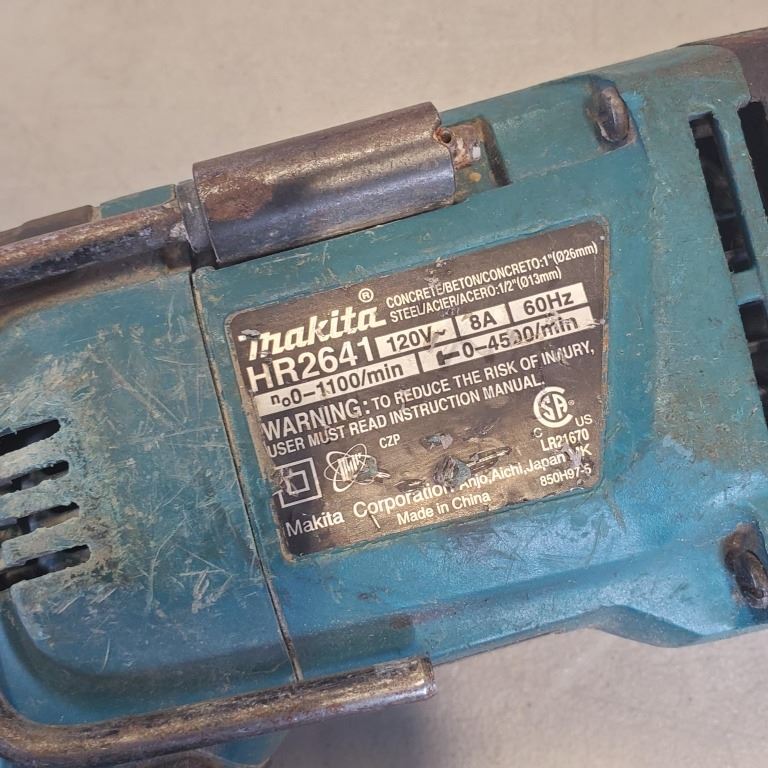 makita®
CONCRETE/BETON/CONCRETO:1"(Ø26mm)
STEEL/ACIER/ACERO:1/2"(Ø13mm)
HR2641
120V~ 8A 60Hz
n₀0–1100/min 0–4500/min
WARNING: TO REDUCE THE RISK OF INJURY,
USER MUST READ INSTRUCTION MANUAL.
CZP
SA
C US
LR21670
Makita Corporation Anjo,Aichi,Japan MK
Made in China
850H97-5